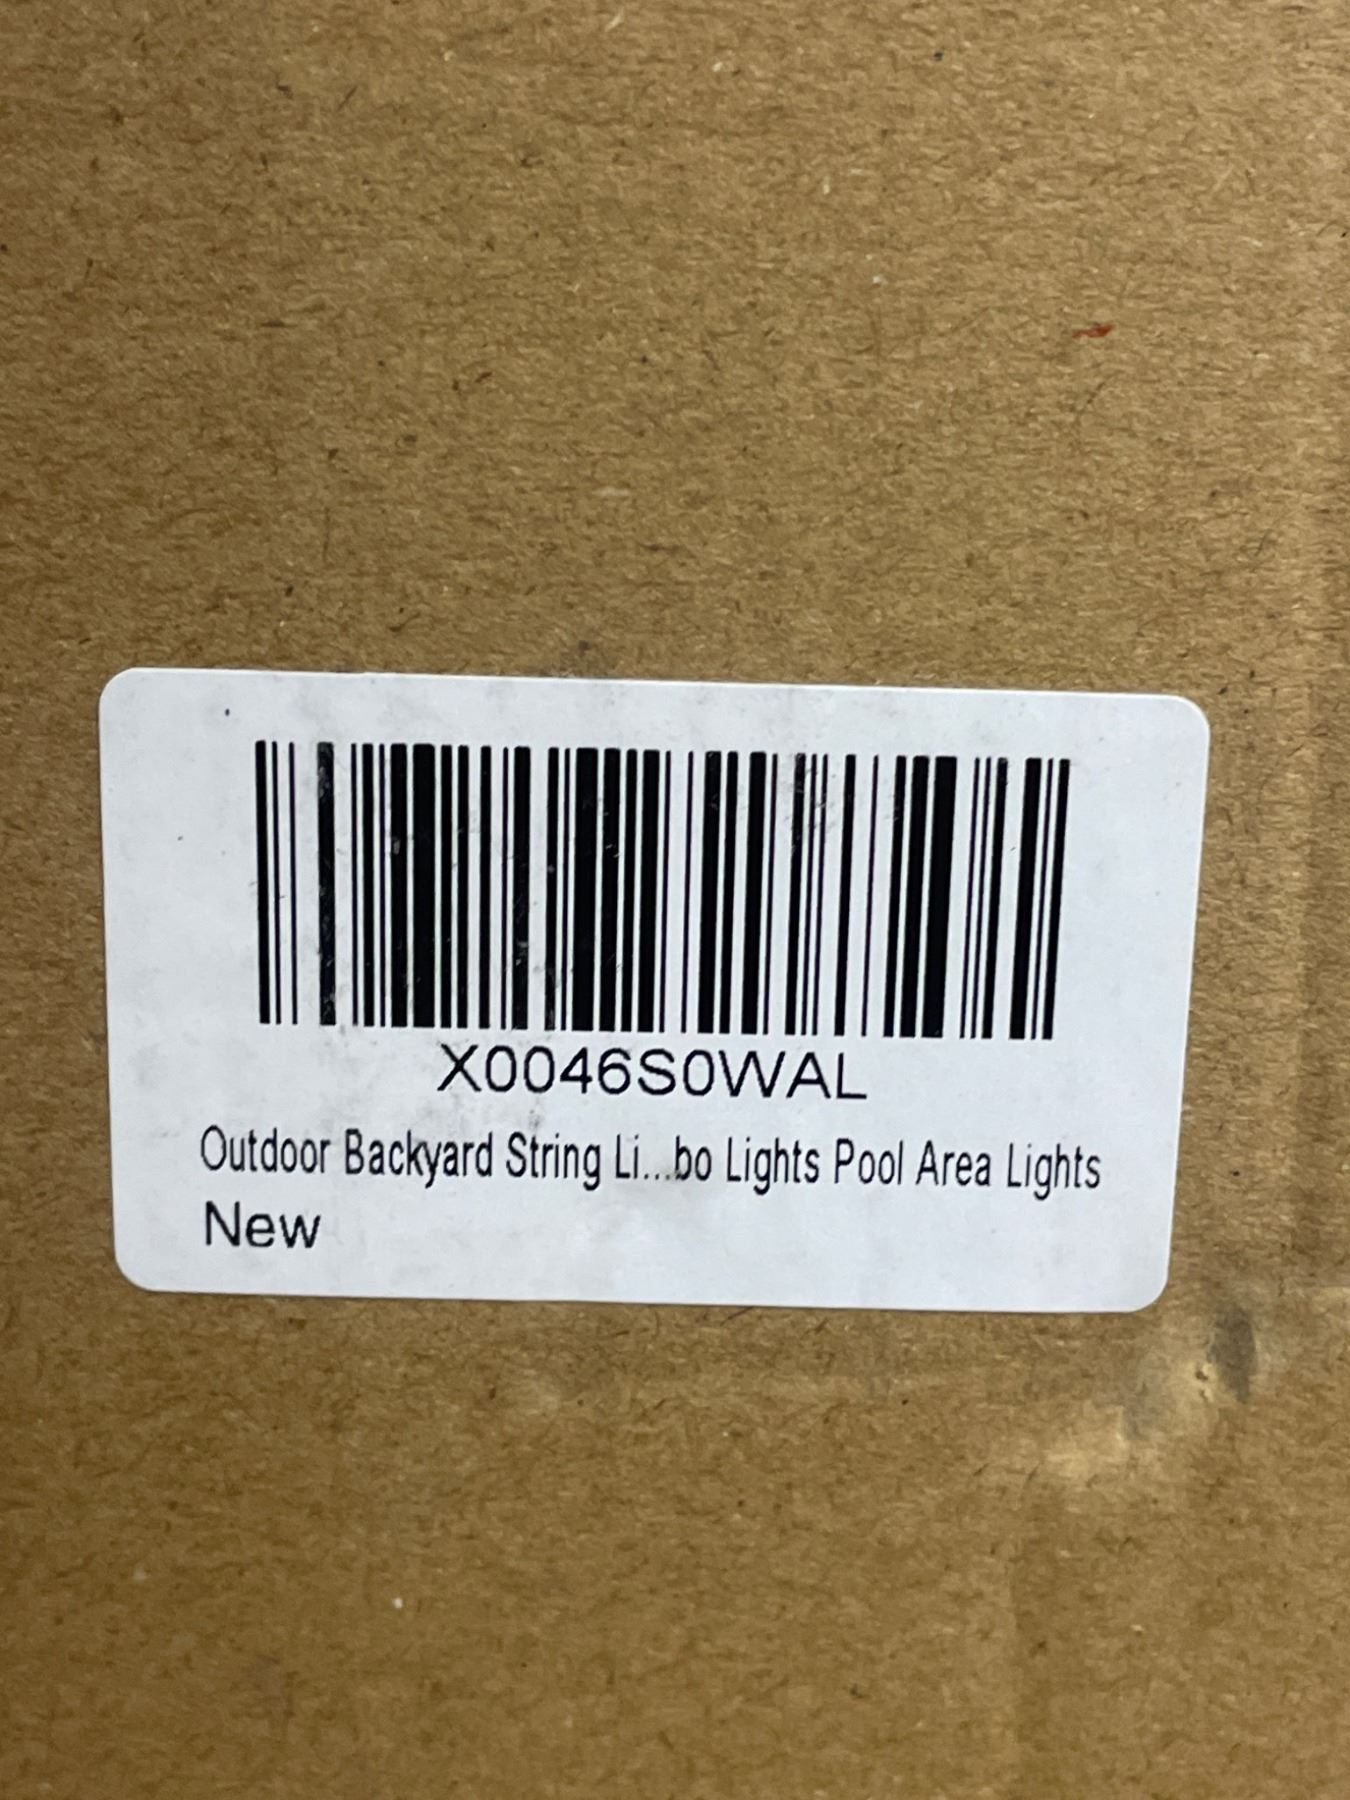 X0046S0WAL
Outdoor Backyard String Li...bo Lights Pool Area Lights
New